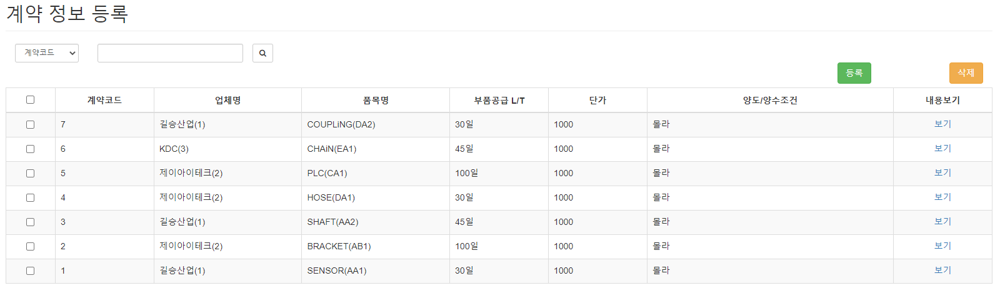 계약 정보 등록
계약코드
등록 삭제
계약코드 업체명 품목명 부품공급 L/T 단가 양도/양수조건 내용보기
7 길승산업(1) COUPLiNG(DA2) 30일 1000 몰라 보기
6 KDC(3) CHAiN(EA1) 45일 1000 몰라 보기
5 제이아이테크(2) PLC(CA1) 100일 1000 몰라 보기
4 제이아이테크(2) HOSE(DA1) 30일 1000 몰라 보기
3 길승산업(1) SHAFT(AA2) 45일 1000 몰라 보기
2 제이아이테크(2) BRACKET(AB1) 100일 1000 몰라 보기
1 길승산업(1) SENSOR(AA1) 30일 1000 몰라 보기